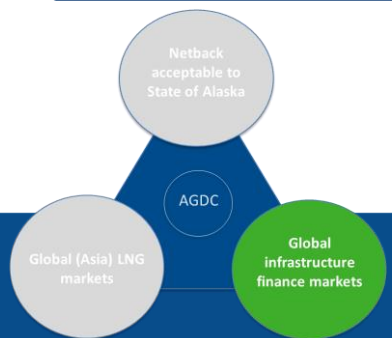 Netback
acceptable to
State of Alaska
AGDC
Global (Asia) LNG
markets
Global
infrastructure
finance markets